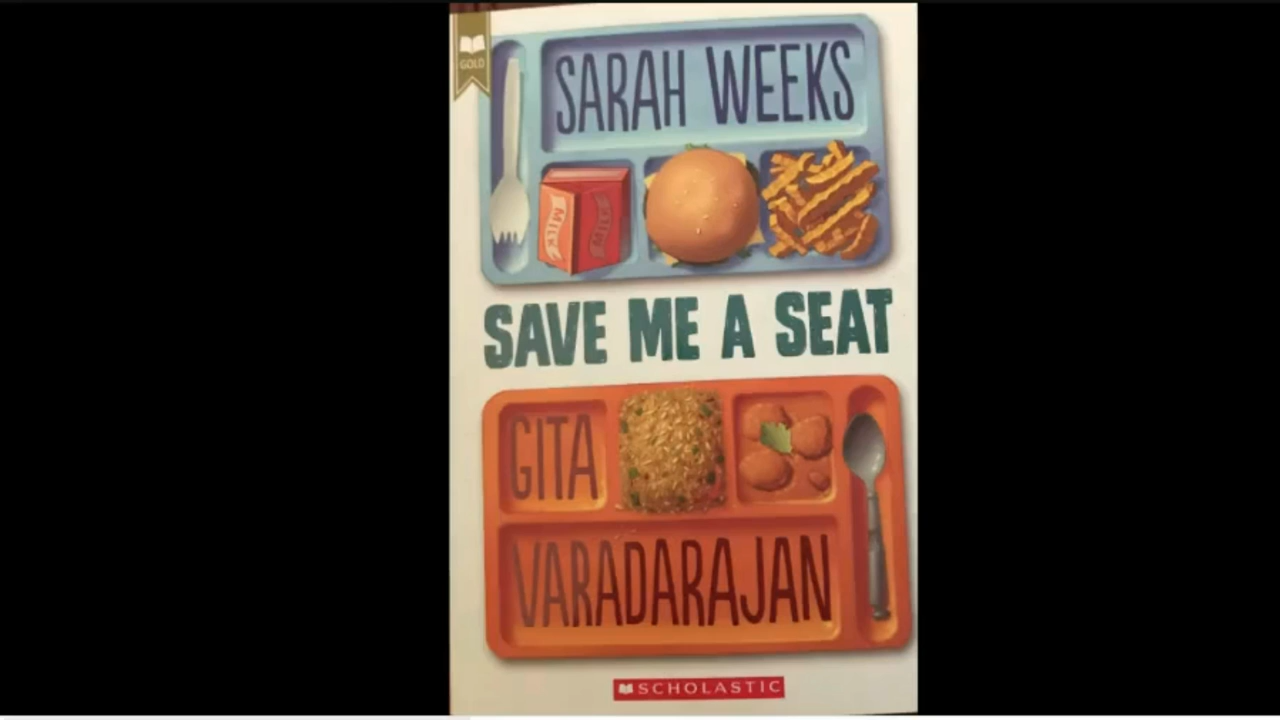 GOLD
SARAH WEEKS
MILK
MILK
SAVE ME A SEAT
GITA
VARADARAJAN
SCHOLASTIC